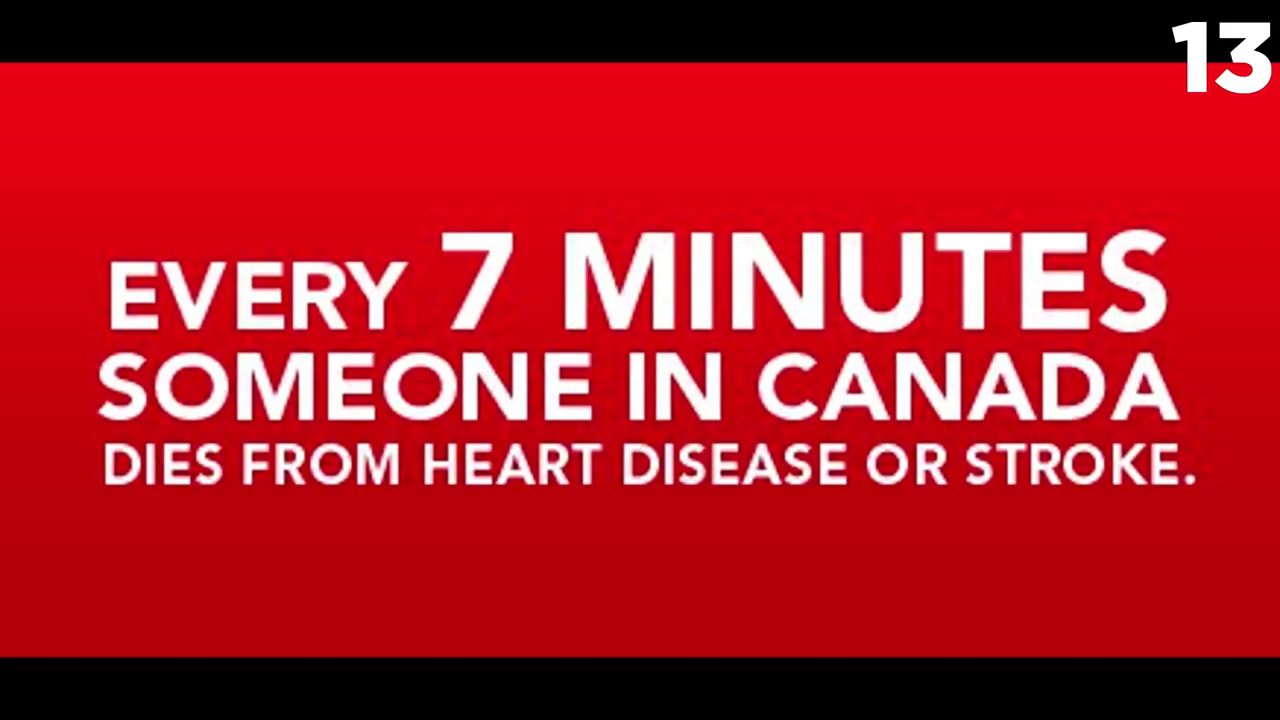 13
EVERY 7 MINUTES
SOMEONE IN CANADA
DIES FROM HEART DISEASE OR STROKE.